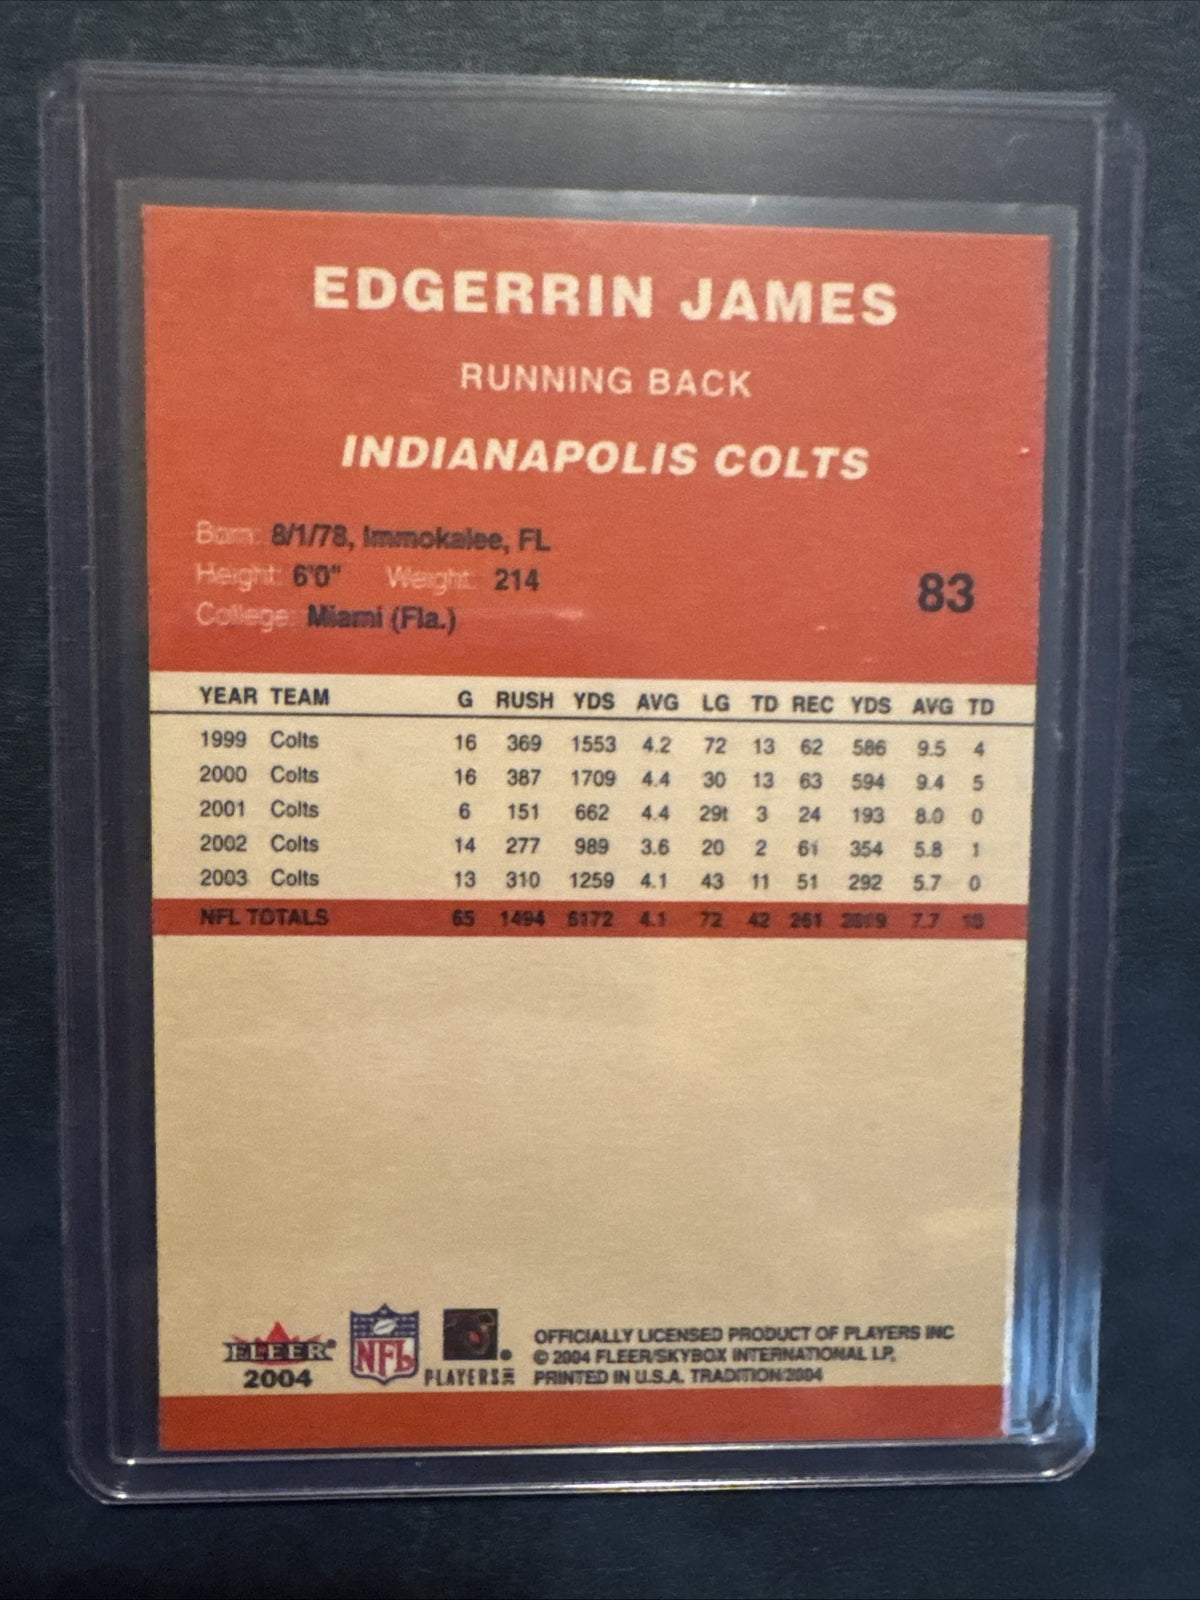 EDGERRIN JAMES
RUNNING BACK
INDIANAPOLIS COLTS
Born: 8/1/78, Immokalee, FL
Height: 6'0" Weight: 214
College: Miami (Fla.)
83
YEAR TEAM G RUSH YDS AVG LG TD REC YDS AVG TD
1999 Colts 16 369 1553 4.2 72 13 62 586 9.5 4
2000 Colts 16 387 1709 4.4 30 13 63 594 9.4 5
2001 Colts 6 151 662 4.4 29t 3 24 193 8.0 0
2002 Colts 14 277 989 3.6 20 2 61 354 5.8 1
2003 Colts 13 310 1259 4.1 43 11 51 292 5.7 0
NFL TOTALS 65 1494 6172 4.1 72 42 261 2019 7.7 10
FLEER
2004
NFL
PLAYERS INC
OFFICIALLY LICENSED PRODUCT OF PLAYERS INC
© 2004 FLEER/SKYBOX INTERNATIONAL LP.
PRINTED IN U.S.A. TRADITION/2004